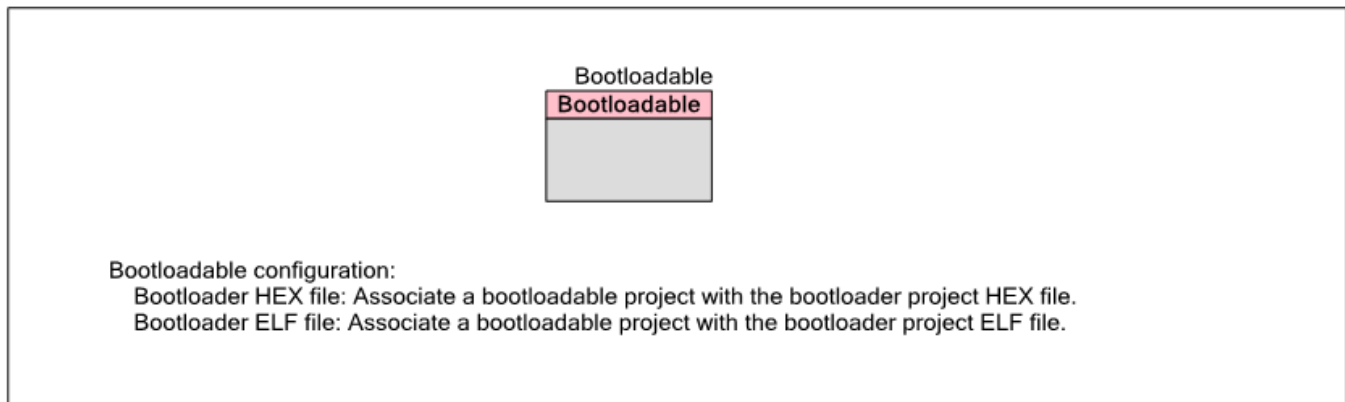 Bootloadable
Bootloadable
Bootloadable configuration:
Bootloader HEX file: Associate a bootloadable project with the bootloader project HEX file.
Bootloader ELF file: Associate a bootloadable project with the bootloader project ELF file.